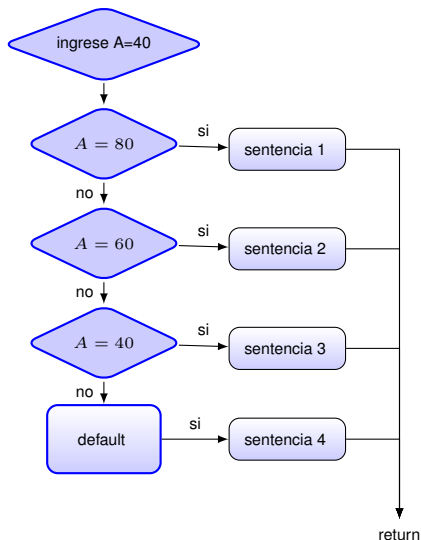 ingrese A=40
A = 80
si
sentencia 1
no
A = 60
si
sentencia 2
no
A = 40
si
sentencia 3
no
default
si
sentencia 4
return